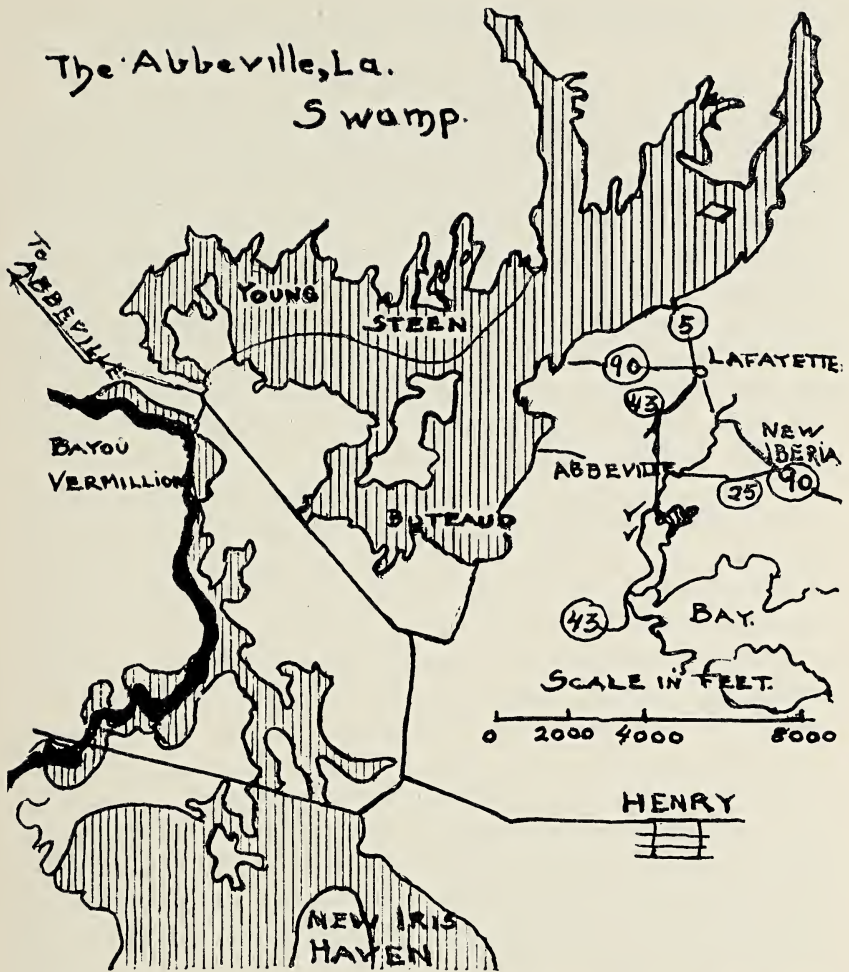 The Abbeville, La.
Swamp.
To
ABBEVILLE
YOUNG
STEEN
5
90
LAFAYETTE.
43
BAYOU
VERMILLION
NEW
IBERIA
ABBEVILLE
25
90
BUTEAUD
43
BAY.
SCALE IN FEET.
0 2000 4000 8000
HENRY
NEW IRIS
HAVEN